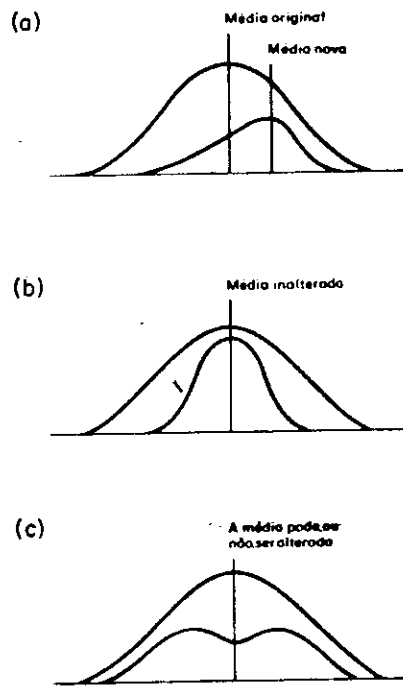 (a)
Média original
Média nova
(b)
Média inalterada
(c)
A média pode, ou
não, ser alterada